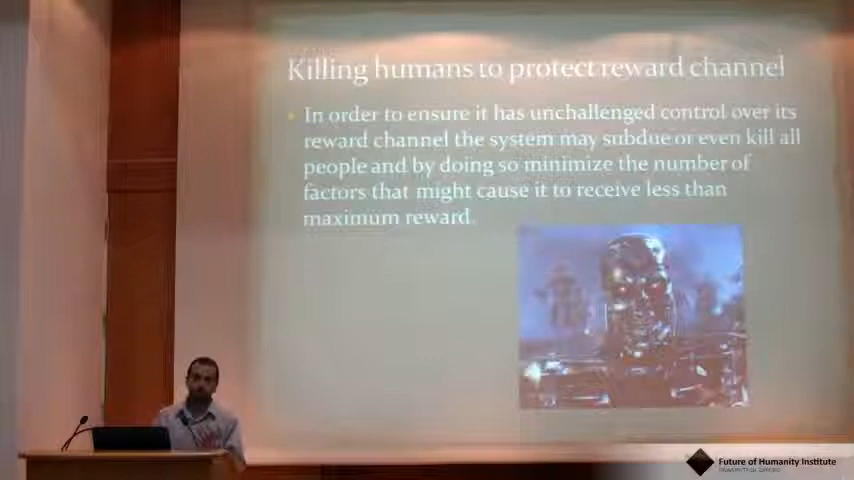 Killing humans to protect reward channel
• In order to ensure it has unchallenged control over its
reward channel the system may subdue or even kill all
people and by doing so minimize the number of
factors that might cause it to receive less than
maximum reward.
Future of Humanity Institute